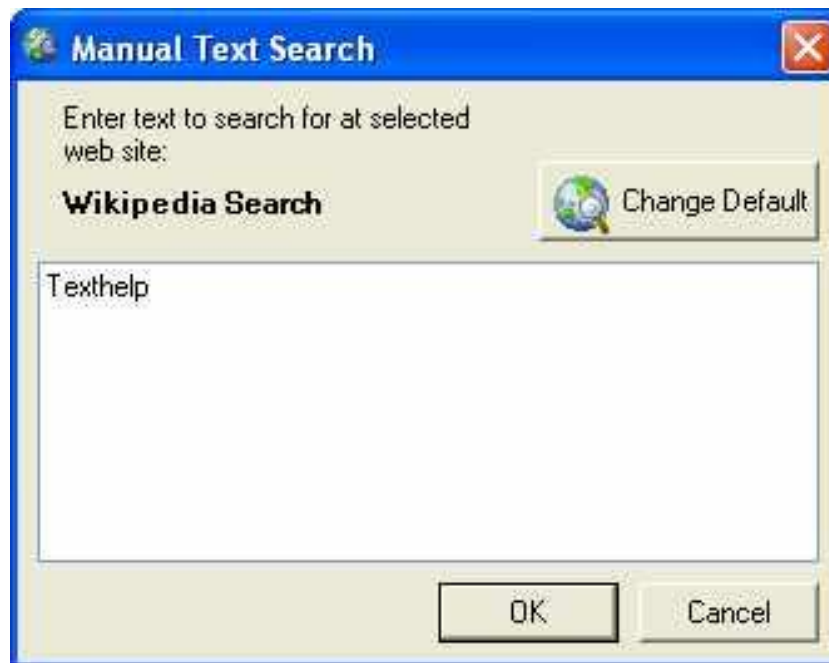 Manual Text Search
Enter text to search for at selected
web site:
Wikipedia Search
Change Default
Texthelp
OK
Cancel